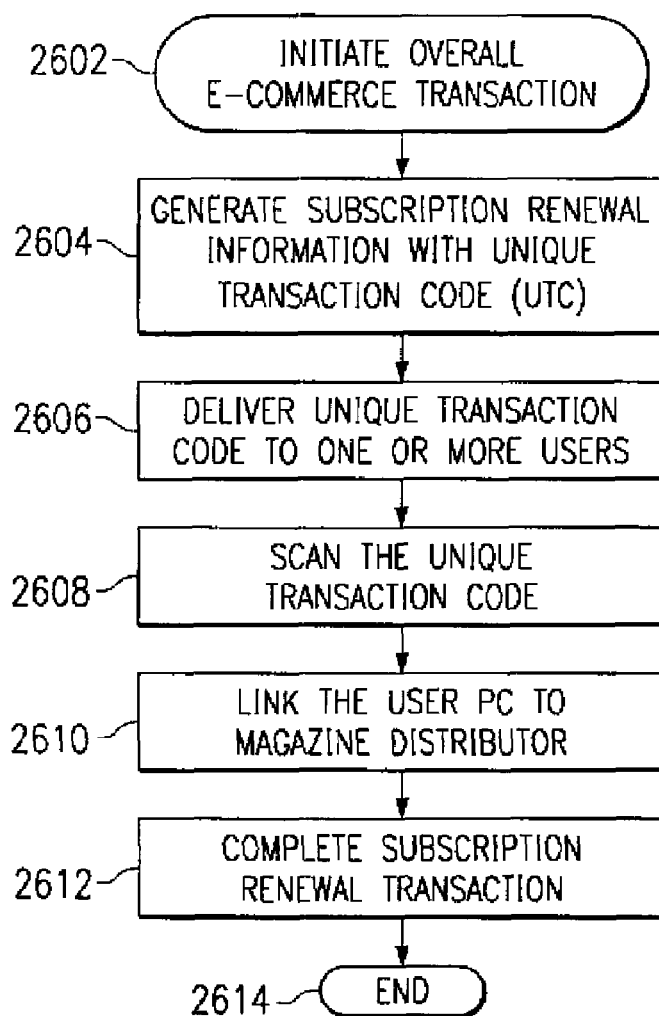 2602
INITIATE OVERALL
E-COMMERCE TRANSACTION
2604
GENERATE SUBSCRIPTION RENEWAL
INFORMATION WITH UNIQUE
TRANSACTION CODE (UTC)
2606
DELIVER UNIQUE TRANSACTION
CODE TO ONE OR MORE USERS
2608
SCAN THE UNIQUE
TRANSACTION CODE
2610
LINK THE USER PC TO
MAGAZINE DISTRIBUTOR
2612
COMPLETE SUBSCRIPTION
RENEWAL TRANSACTION
2614
END